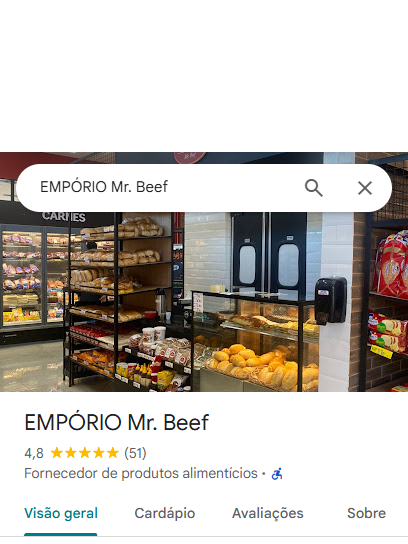 EMPÓRIO Mr. Beef
CARNES
EMPÓRIO Mr. Beef
4,8 ★★★★★ (51)
Fornecedor de produtos alimentícios ·
Visão geral Cardápio Avaliações Sobre